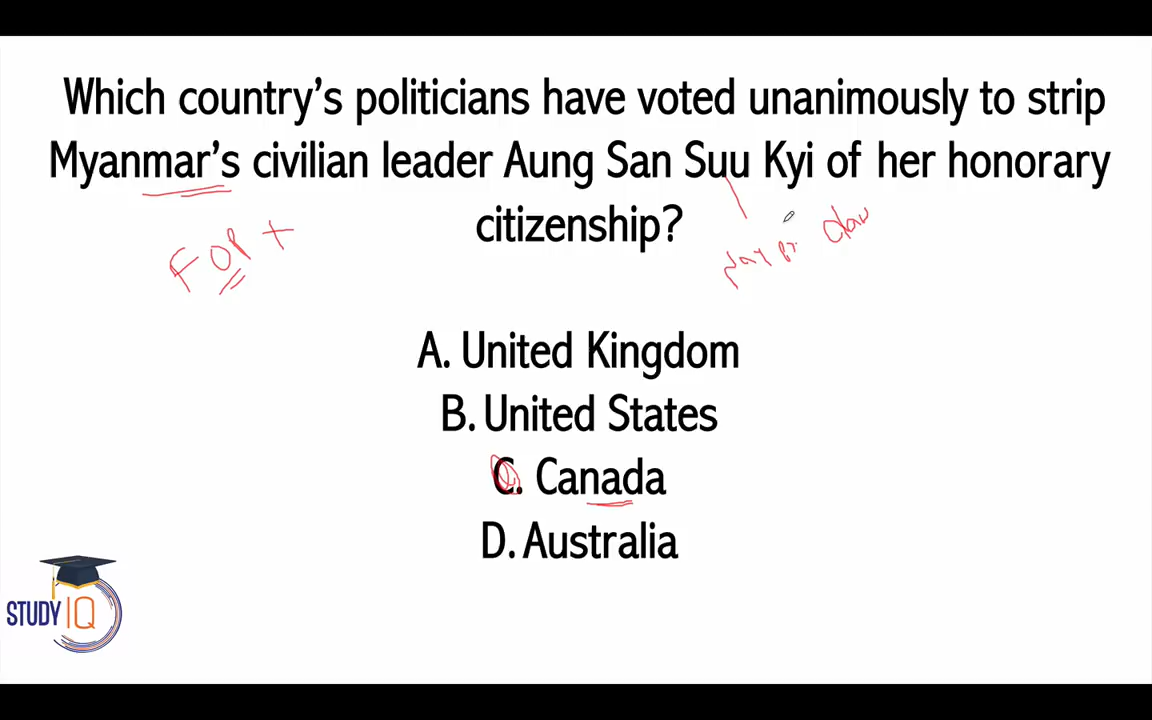 Which country's politicians have voted unanimously to strip
Myanmar's civilian leader Aung San Suu Kyi of her honorary
citizenship?
A. United Kingdom
B. United States
C. Canada
D. Australia
STUDY IQ